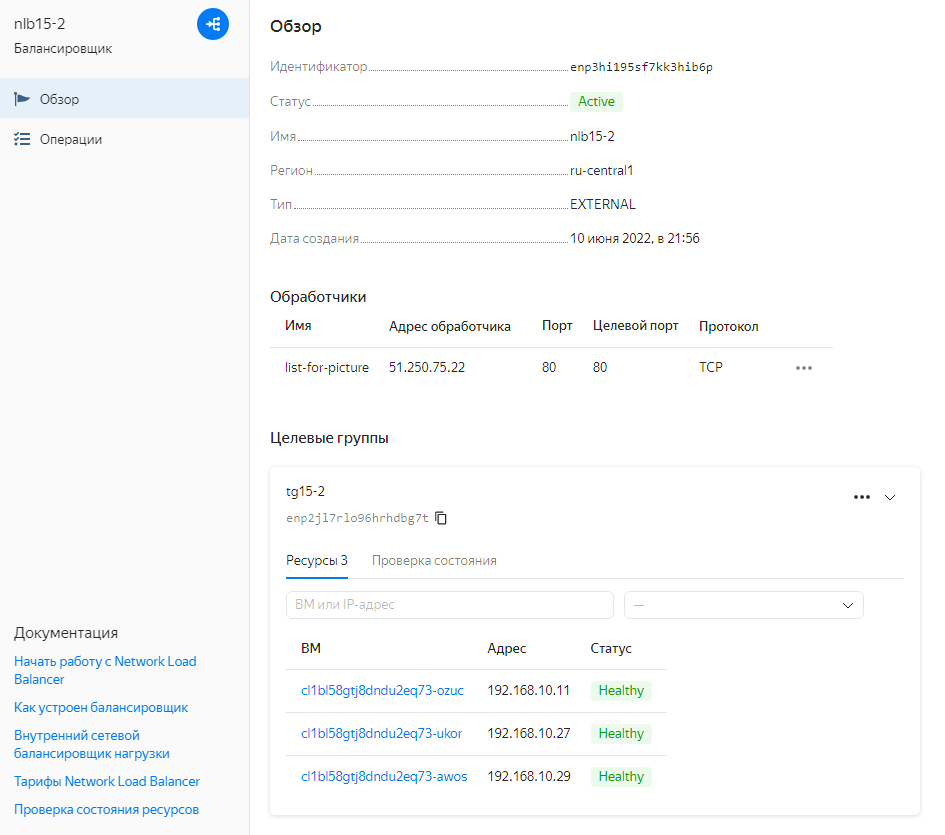 nlb15-2
Балансировщик
Обзор
Операции
Документация
Начать работу с Network Load
Balancer
Как устроен балансировщик
Внутренний сетевой
балансировщик нагрузки
Тарифы Network Load Balancer
Проверка состояния ресурсов
Обзор
Идентификатор enp3hi195sf7kk3hib6p
Статус Active
Имя nlb15-2
Регион ru-central1
Тип EXTERNAL
Дата создания 10 июня 2022, в 21:56
Обработчики
Имя Адрес обработчика Порт Целевой порт Протокол
list-for-picture 51.250.75.22 80 80 TCP
Целевые группы
tg15-2
enp2jl7rlo96hrhdbg7t
Ресурсы 3 Проверка состояния
ВМ или IP-адрес —
ВМ Адрес Статус
cl1bl58gtj8dndu2eq73-ozuc 192.168.10.11 Healthy
cl1bl58gtj8dndu2eq73-ukor 192.168.10.27 Healthy
cl1bl58gtj8dndu2eq73-awos 192.168.10.29 Healthy